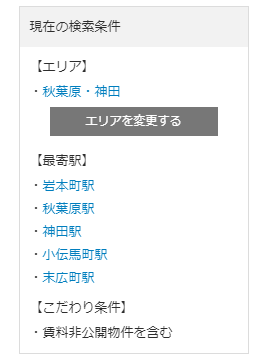 現在の検索条件
【エリア】
・秋葉原・神田
エリアを変更する
【最寄駅】
・岩本町駅
・秋葉原駅
・神田駅
・小伝馬町駅
・末広町駅
【こだわり条件】
・賃料非公開物件を含む